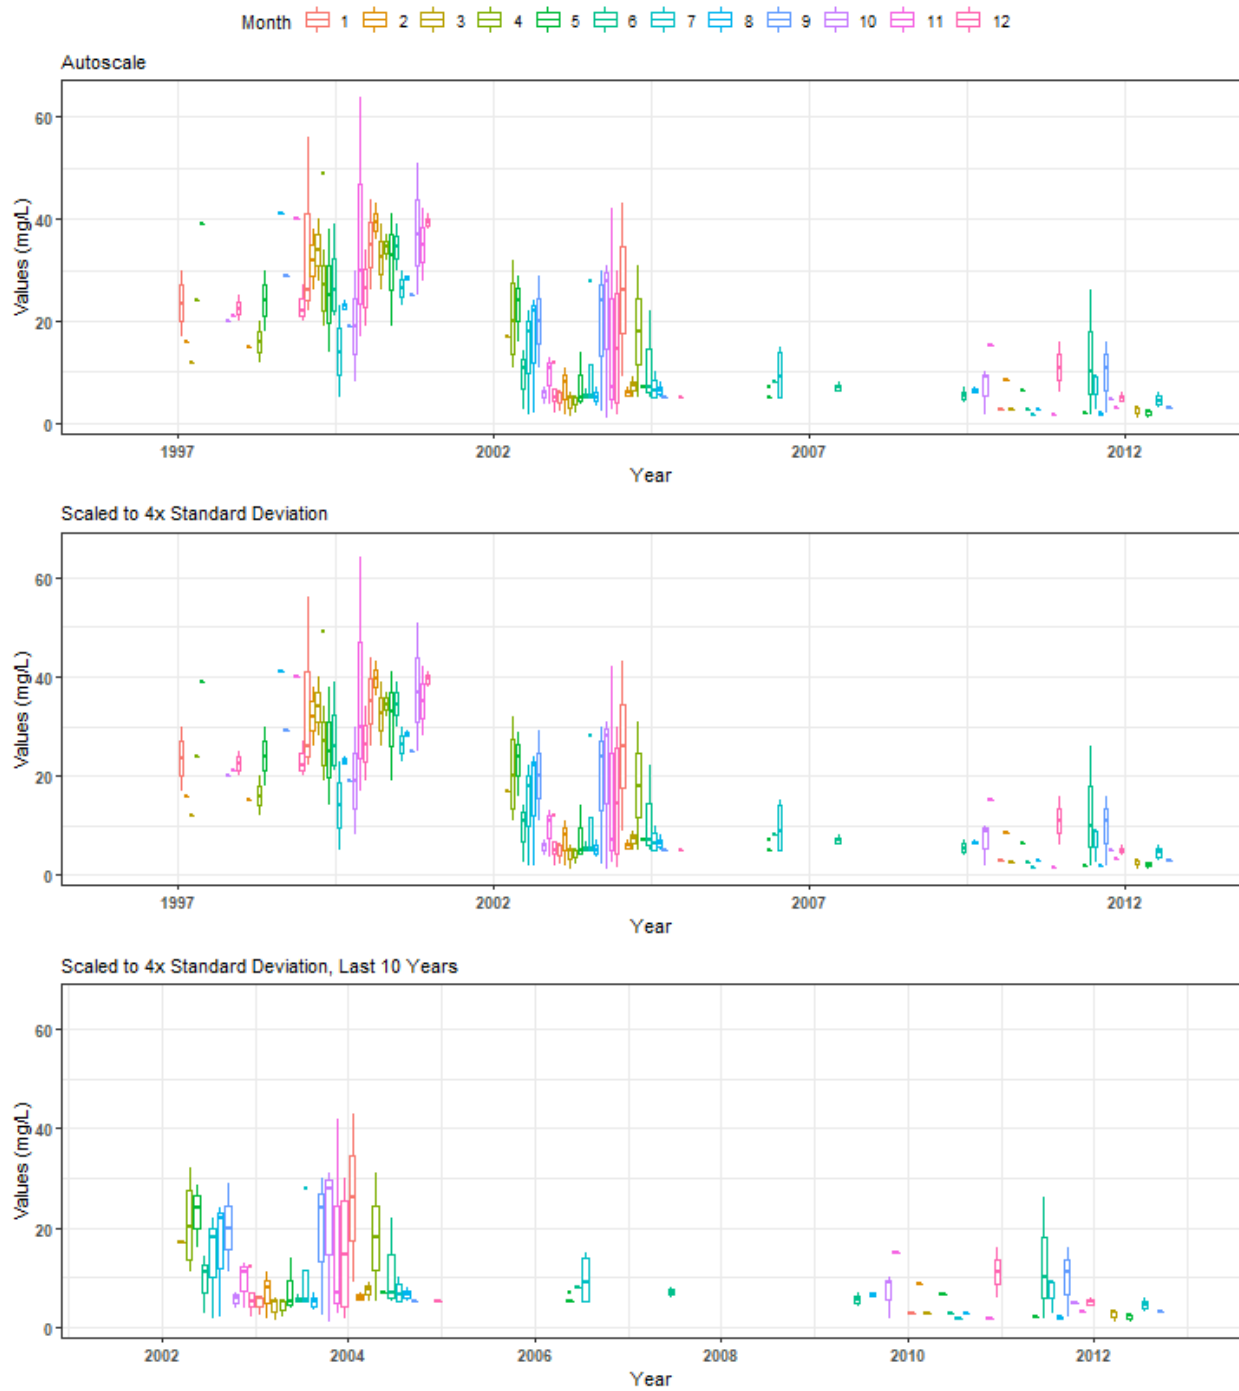 Month 1 2 3 4 5 6 7 8 9 10 11 12
Autoscale
60
40
20
0
Values (mg/L)
1997 2002 2007 2012
Year
Scaled to 4x Standard Deviation
60
40
20
0
Values (mg/L)
1997 2002 2007 2012
Year
Scaled to 4x Standard Deviation, Last 10 Years
60
40
20
0
Values (mg/L)
2002 2004 2006 2008 2010 2012
Year